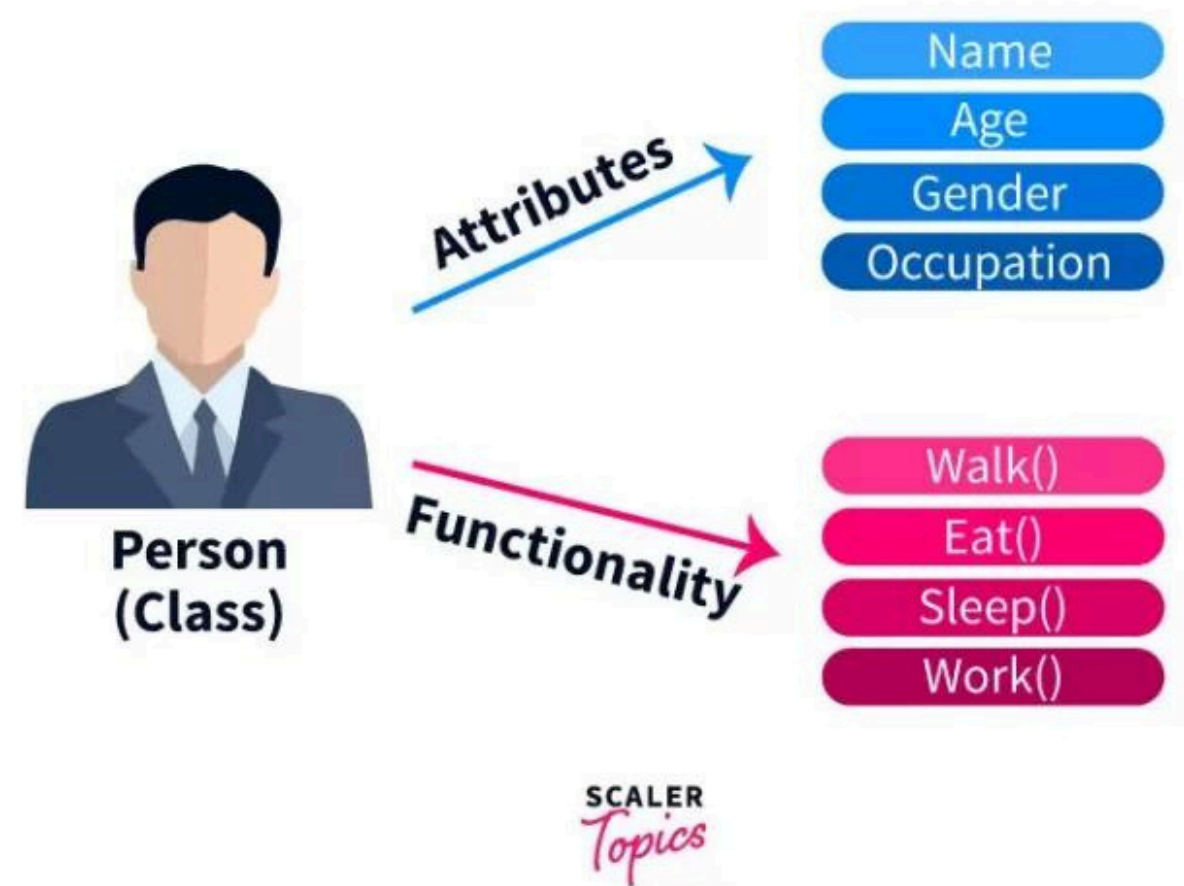 Name
Age
Gender
Occupation
Attributes
Person
(Class)
Functionality
Walk()
Eat()
Sleep()
Work()
SCALER
Topics